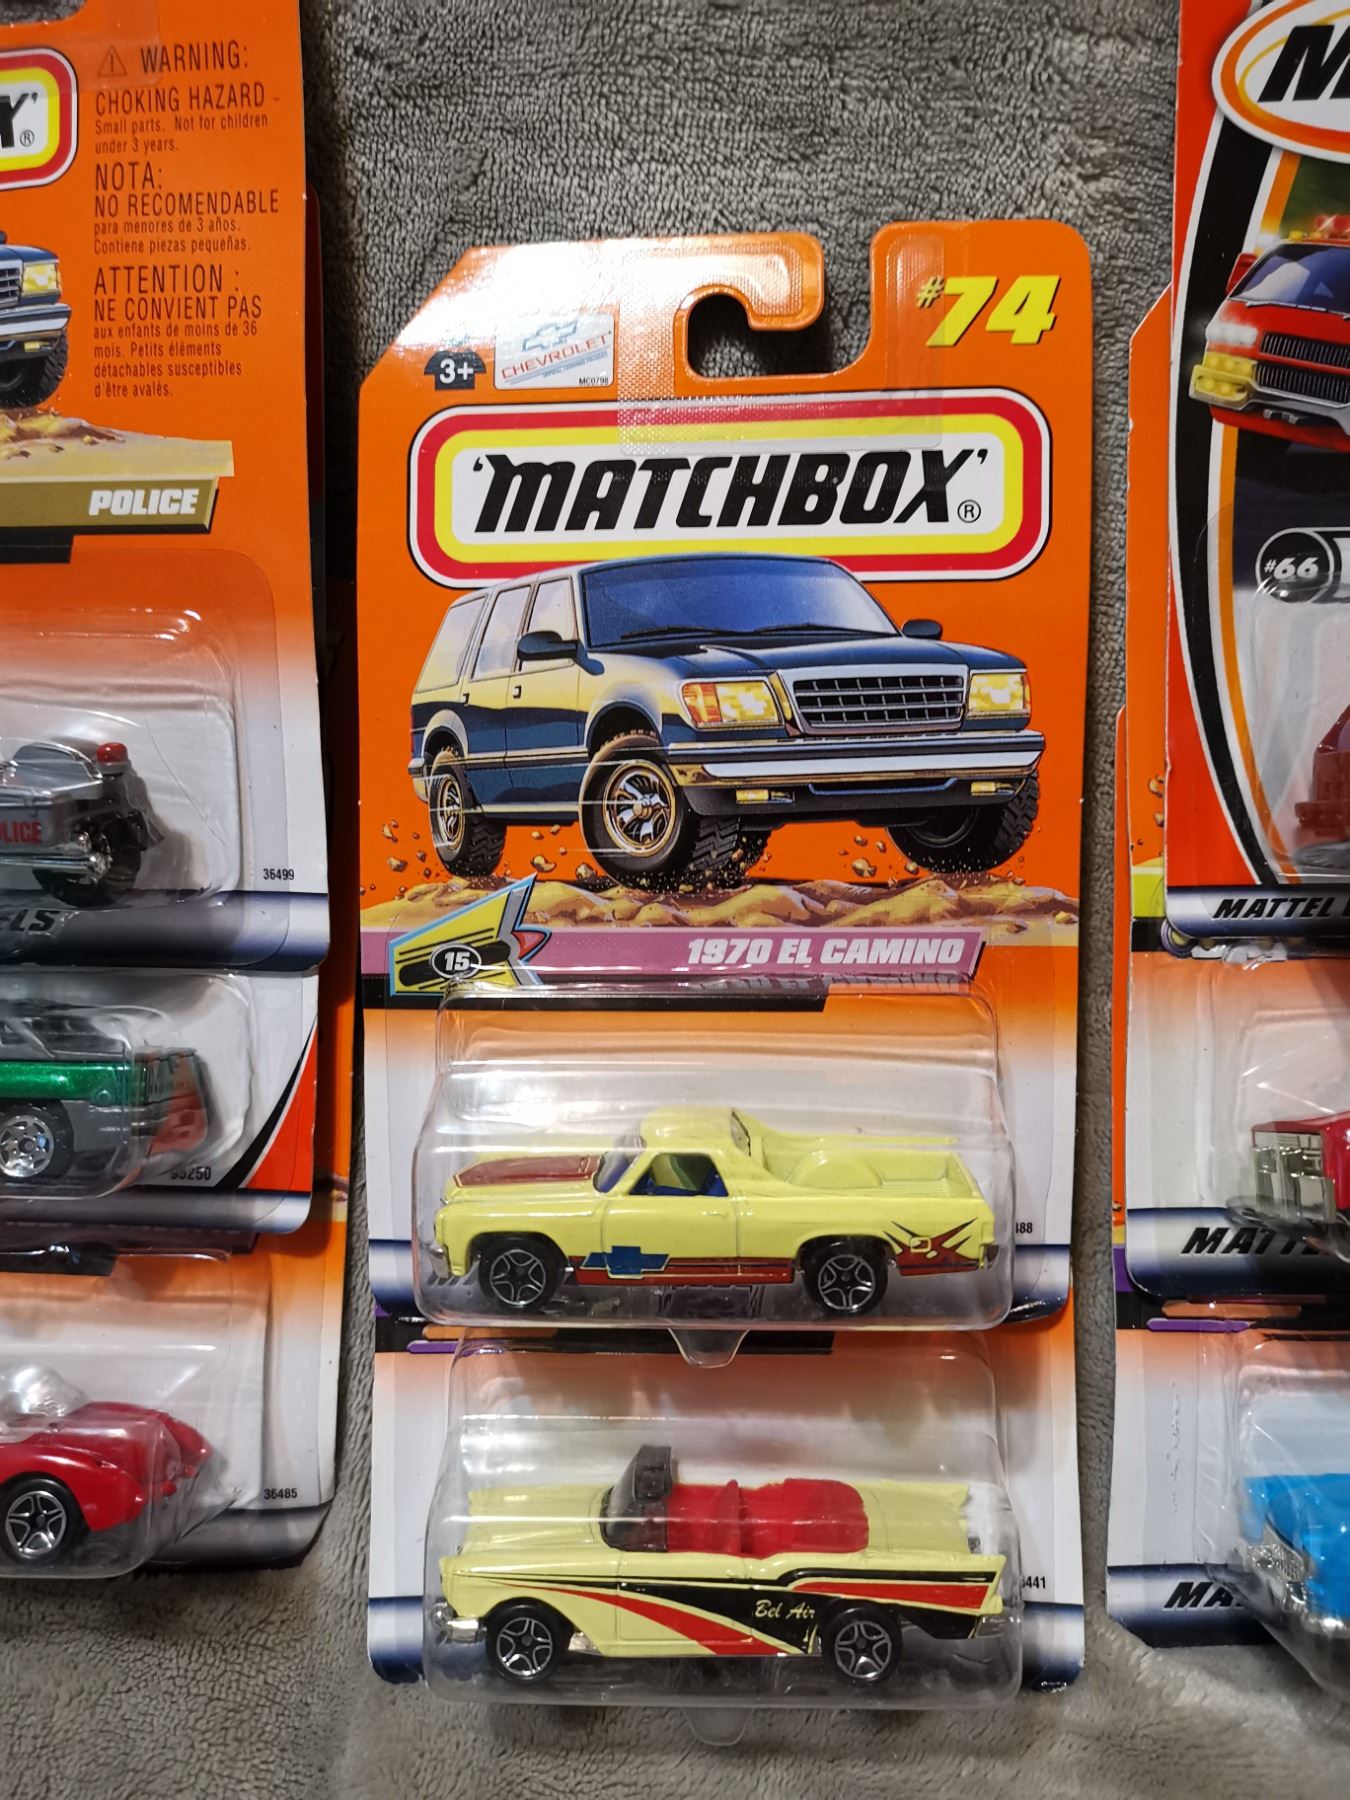 WARNING:
CHOKING HAZARD -
Small parts. Not for children
under 3 years.
NOTA:
NO RECOMENDABLE
para menores de 3 años.
Contiene piezas pequeñas.
ATTENTION :
NE CONVIENT PAS
aux enfants de moins de 36
mois. Petits éléments
détachables susceptibles
d'être avalés.
POLICE
36499
95250
36485
#74
3+
CHEVROLET
MC0798
'MATCHBOX'®
15
1970 EL CAMINO
Bel Air
#66
MATTEL